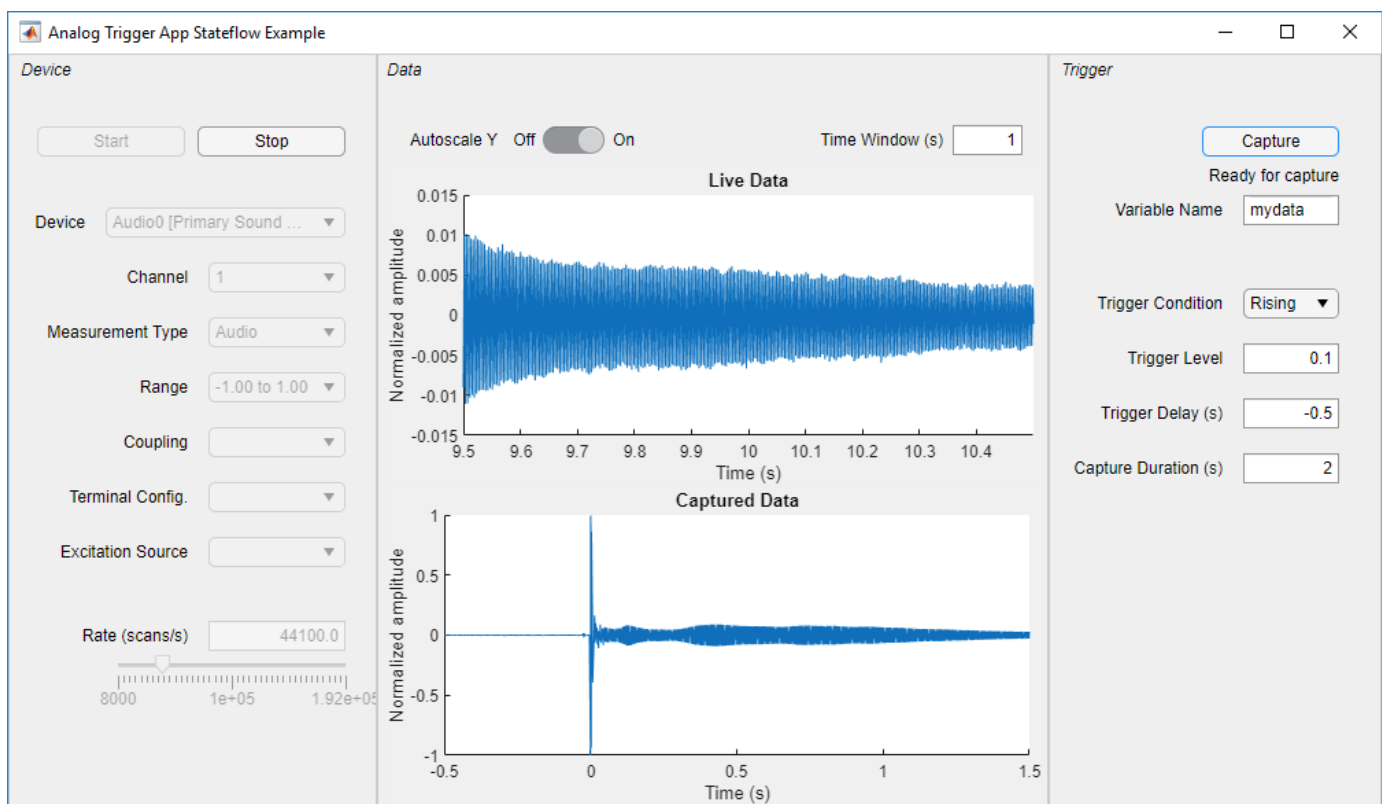 Analog Trigger App Stateflow Example
Device
Start Stop
Device Audio0 [Primary Sound ...
Channel 1
Measurement Type Audio
Range -1.00 to 1.00
Coupling
Terminal Config.
Excitation Source
Rate (scans/s) 44100.0
8000 1e+05 1.92e+05
Data
Autoscale Y Off On Time Window (s) 1
Live Data
Normalized amplitude
0.015
0.01
0.005
0
-0.005
-0.01
-0.015
9.5 9.6 9.7 9.8 9.9 10 10.1 10.2 10.3 10.4
Time (s)
Captured Data
Normalized amplitude
1
0.5
0
-0.5
-1
-0.5 0 0.5 1 1.5
Time (s)
Trigger
Capture
Ready for capture
Variable Name mydata
Trigger Condition Rising
Trigger Level 0.1
Trigger Delay (s) -0.5
Capture Duration (s) 2